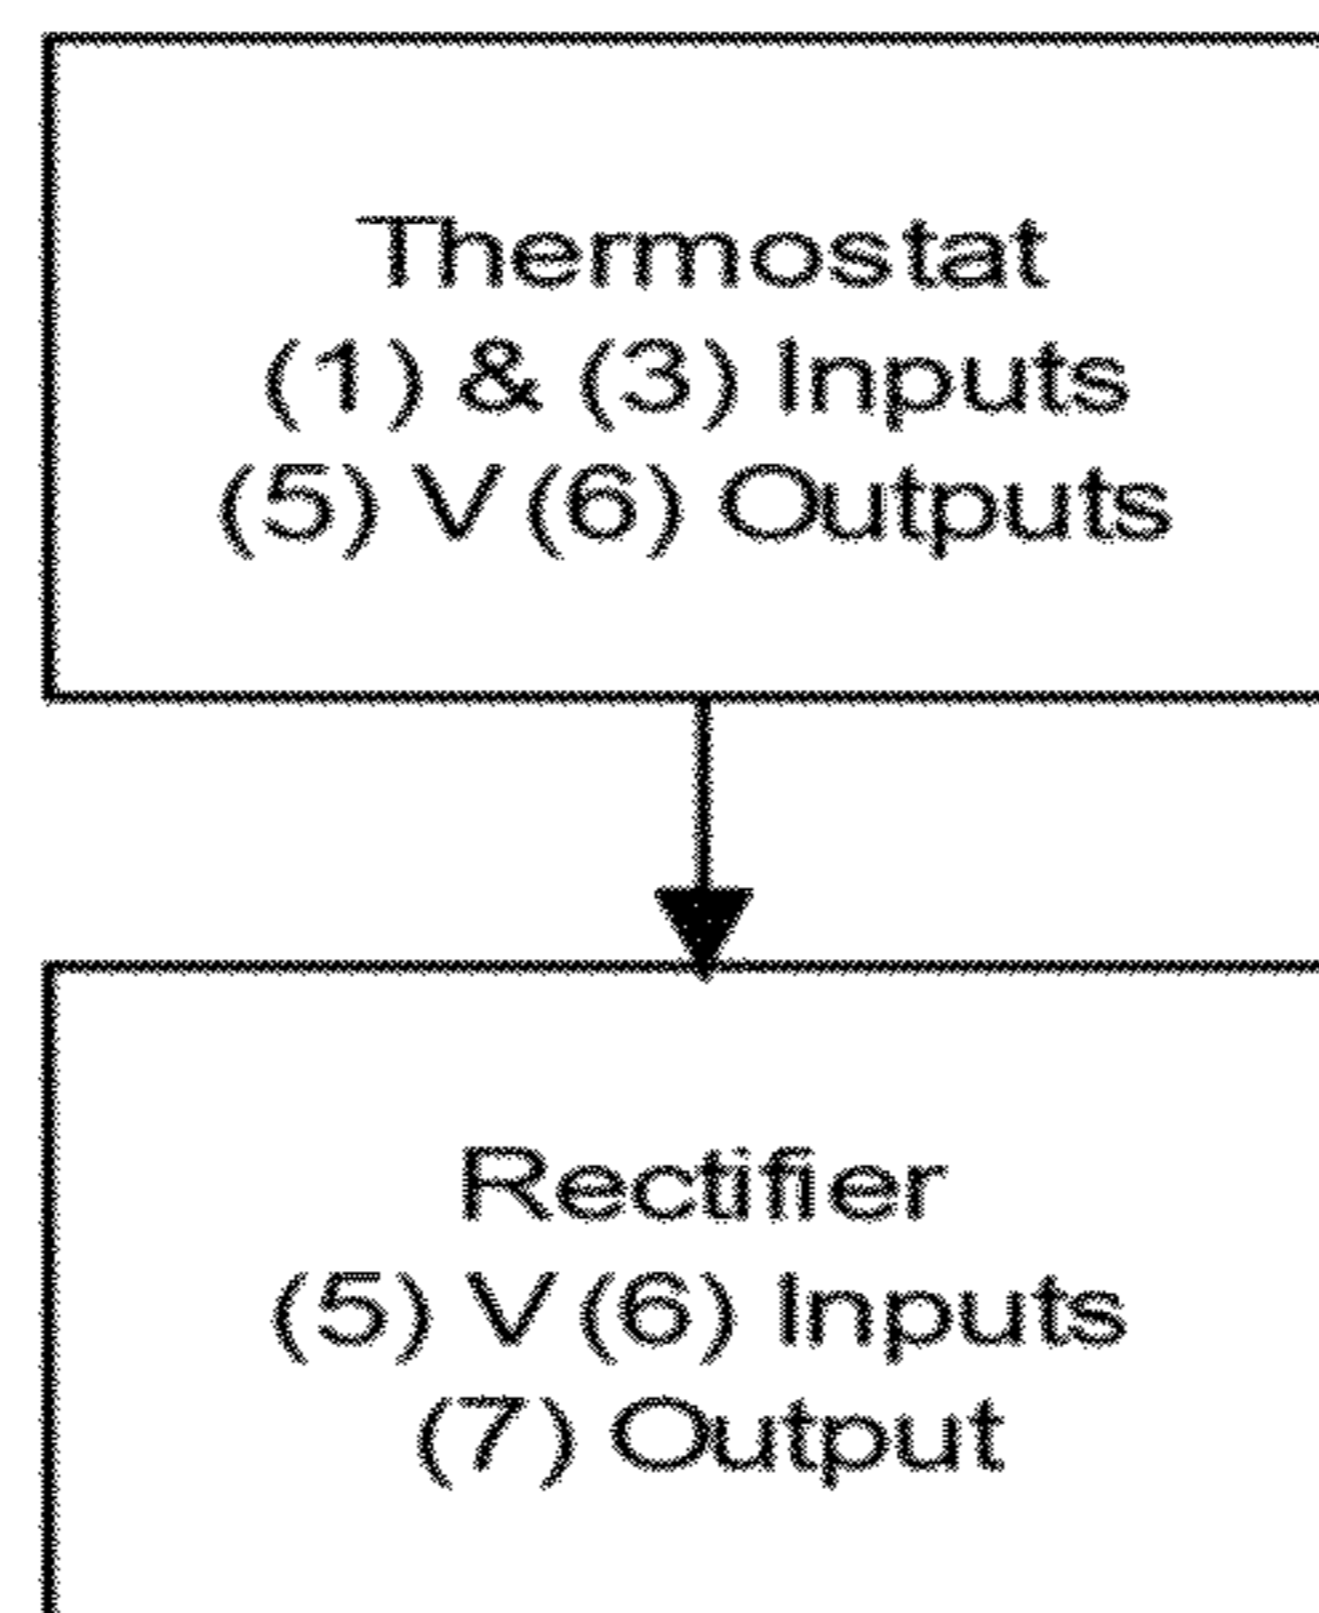 Thermostat
(1) & (3) Inputs
(5) V (6) Outputs
Rectifier
(5) V (6) Inputs
(7) Output